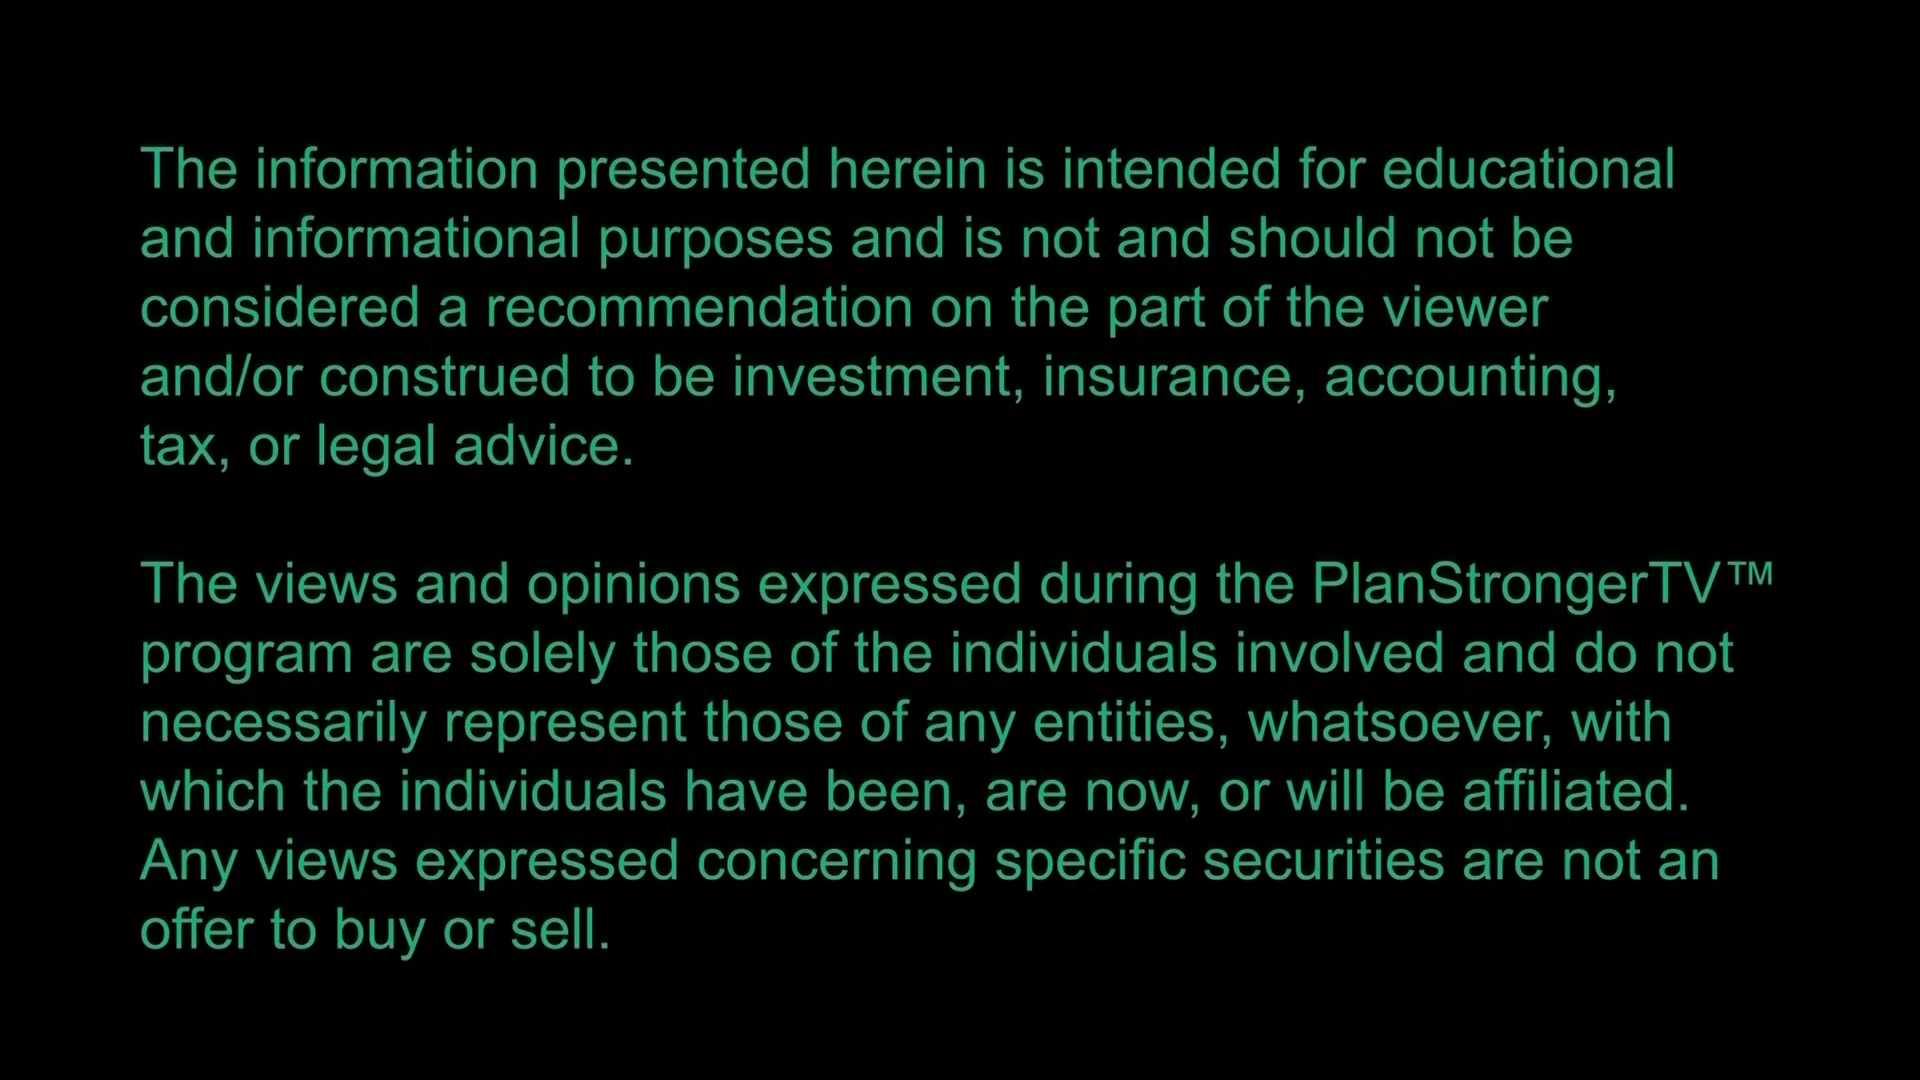 The information presented herein is intended for educational
and informational purposes and is not and should not be
considered a recommendation on the part of the viewer
and/or construed to be investment, insurance, accounting,
tax, or legal advice.
The views and opinions expressed during the PlanStrongerTV™
program are solely those of the individuals involved and do not
necessarily represent those of any entities, whatsoever, with
which the individuals have been, are now, or will be affiliated.
Any views expressed concerning specific securities are not an
offer to buy or sell.